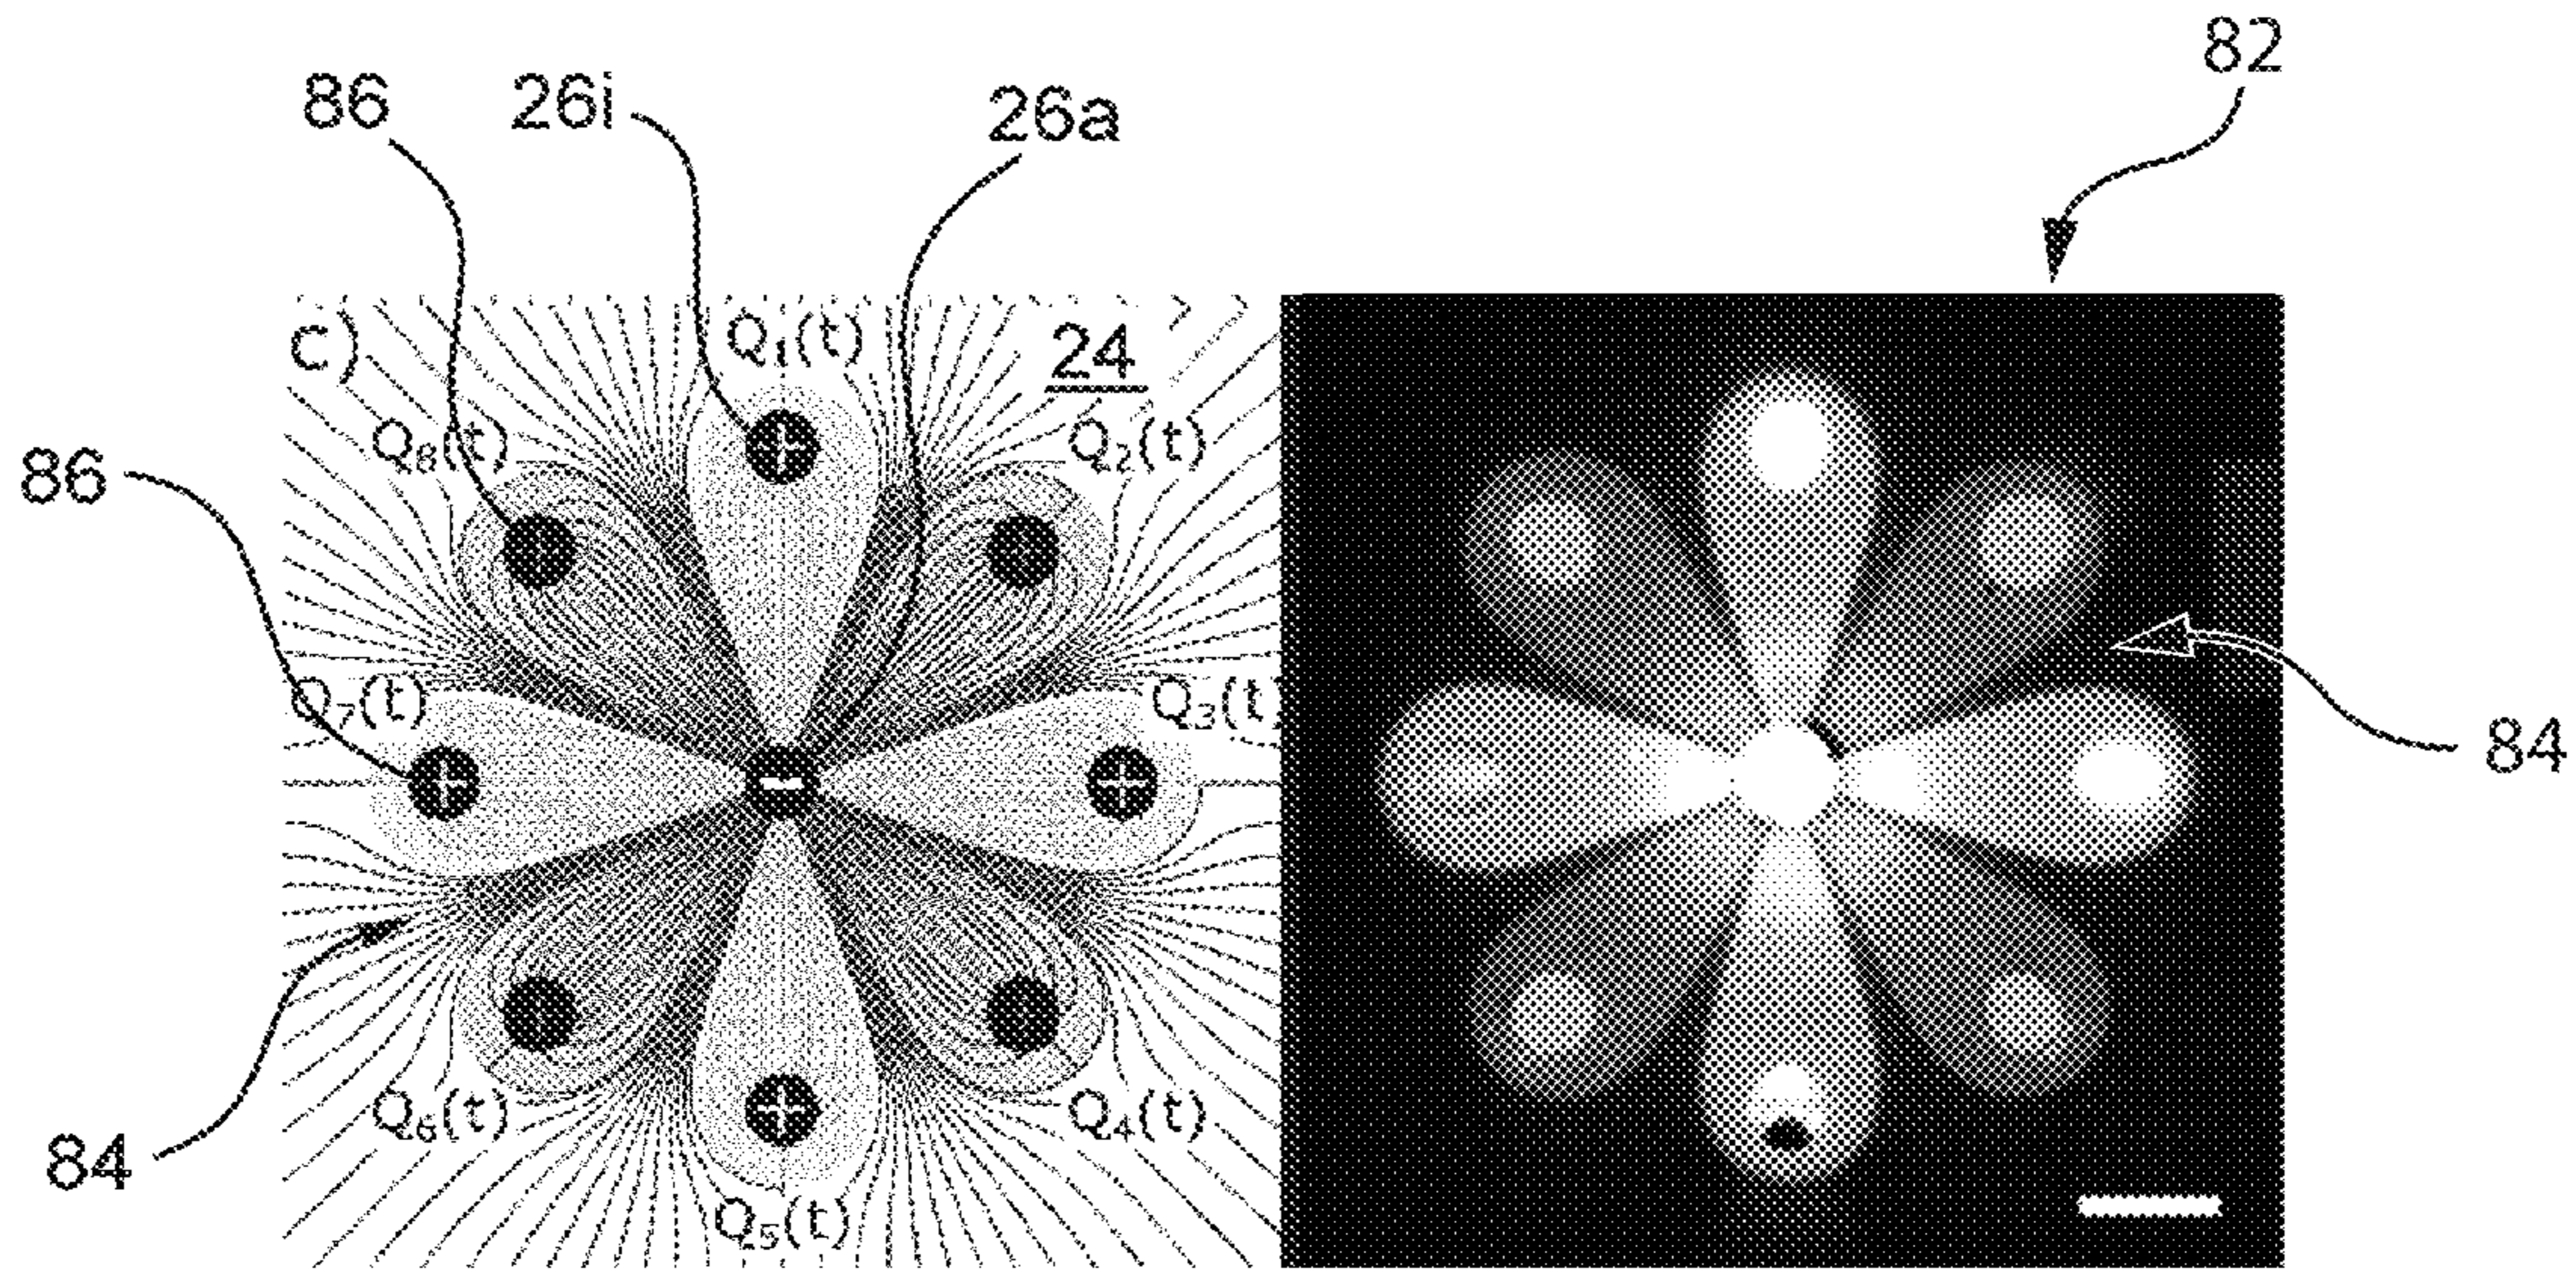 82
86 26i 26a
C) Q₁(t) 24
Q₈(t) Q₂(t)
86
Q₇(t) Q₃(t)
84
Q₆(t) Q₄(t)
84
Q₅(t)